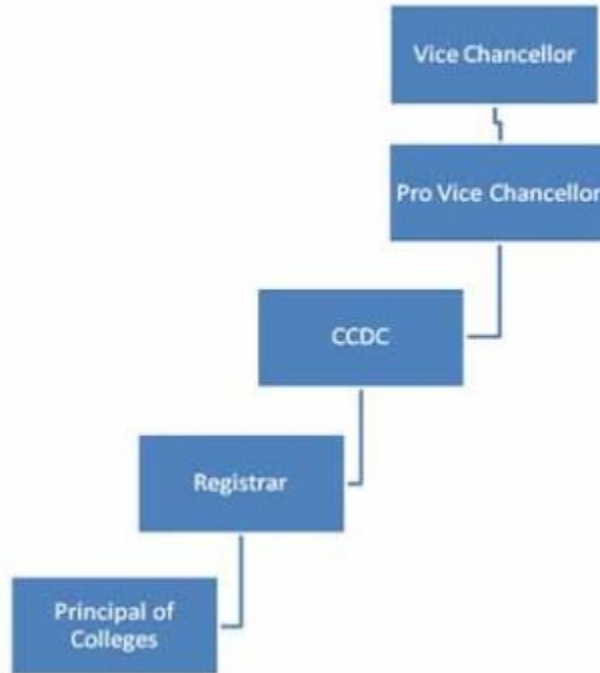 Vice Chancellor
Pro Vice Chancellor
CCDC
Registrar
Principal of
Colleges